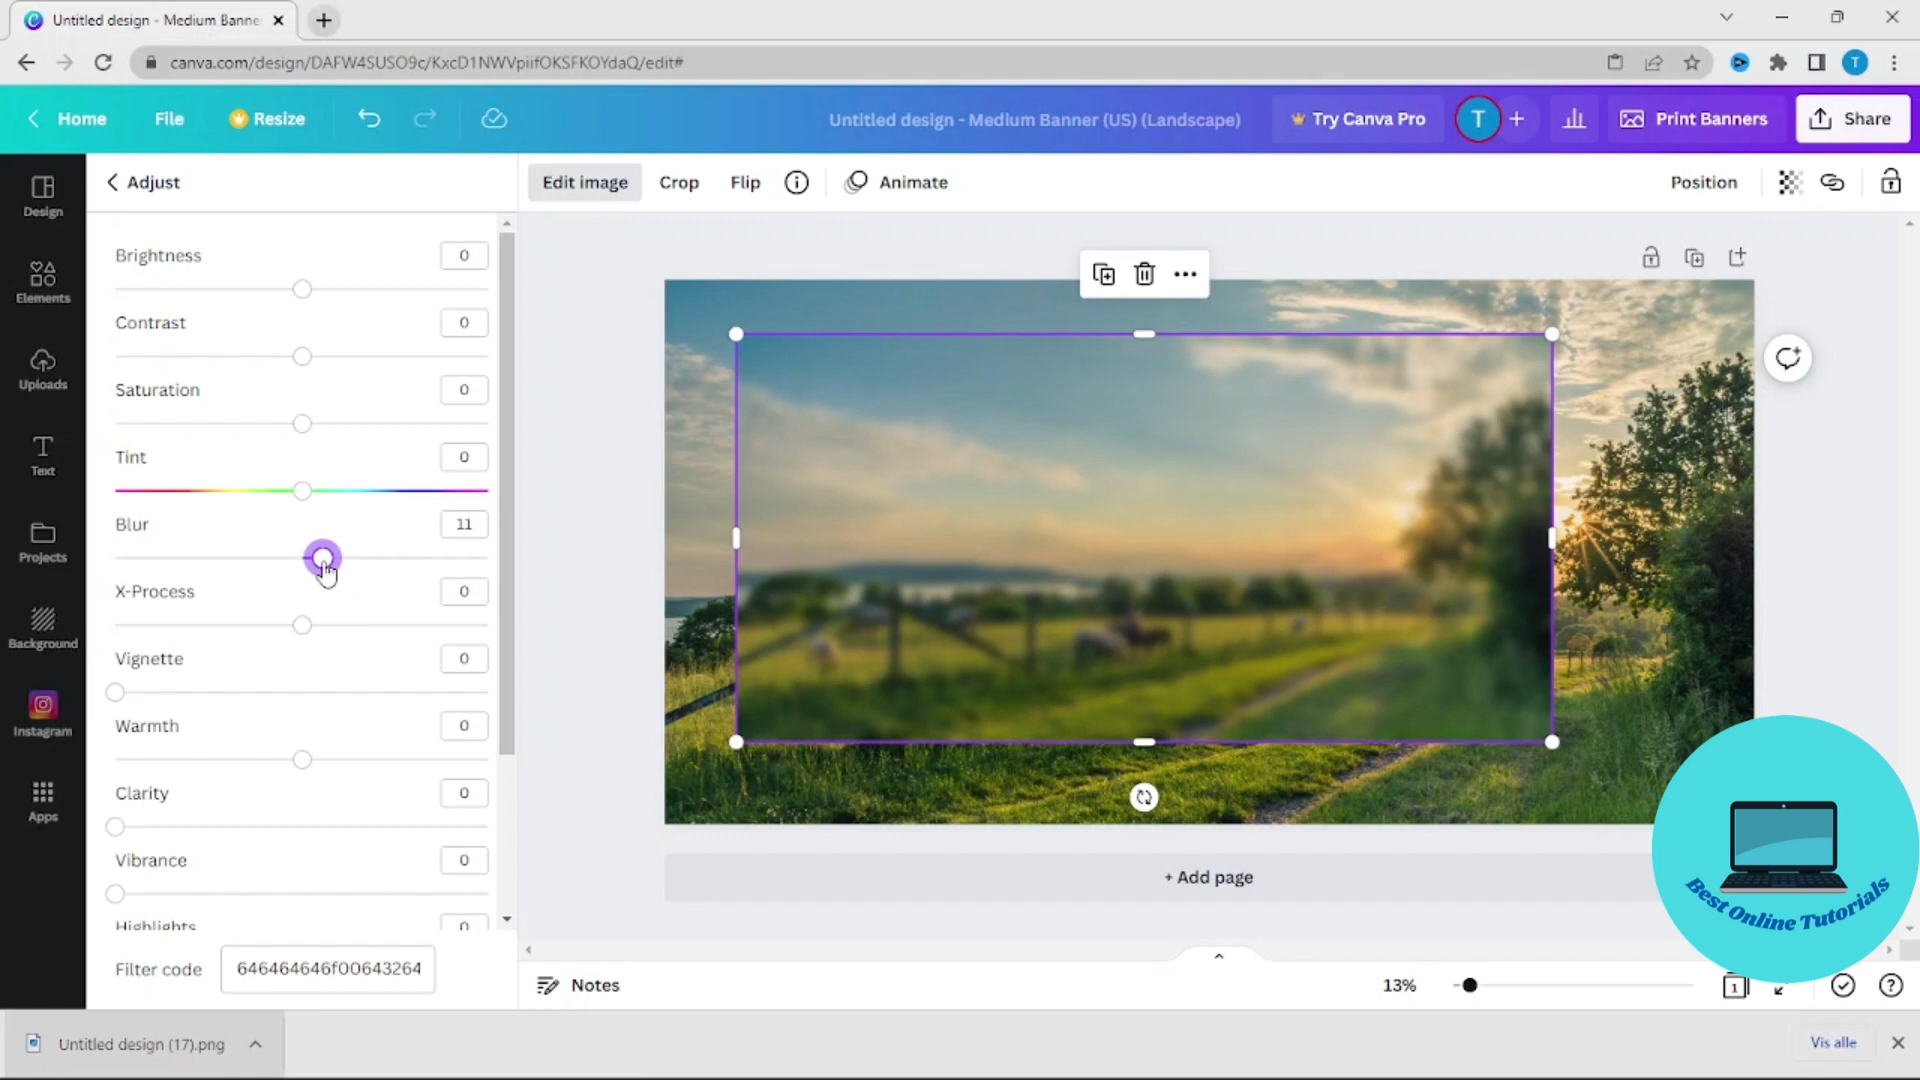 Untitled design - Medium Banne
canva.com/design/DAFW4SUSO9c/KxcD1NWVpiifOKSFKOYdaQ/edit#
T
Home
File
Resize
Untitled design - Medium Banner (US) (Landscape)
Try Canva Pro
T
Print Banners
Share
Adjust
Edit image
Crop
Flip
Animate
Position
Design
Elements
Uploads
Text
Projects
Background
Instagram
Apps
Brightness 0
Contrast 0
Saturation 0
Tint 0
Blur 11
X-Process 0
Vignette 0
Warmth 0
Clarity 0
Vibrance 0
Highlights 0
Filter code 646464646f00643264
+ Add page
Best Online Tutorials
Notes
13%
1
Untitled design (17).png
Vis alle